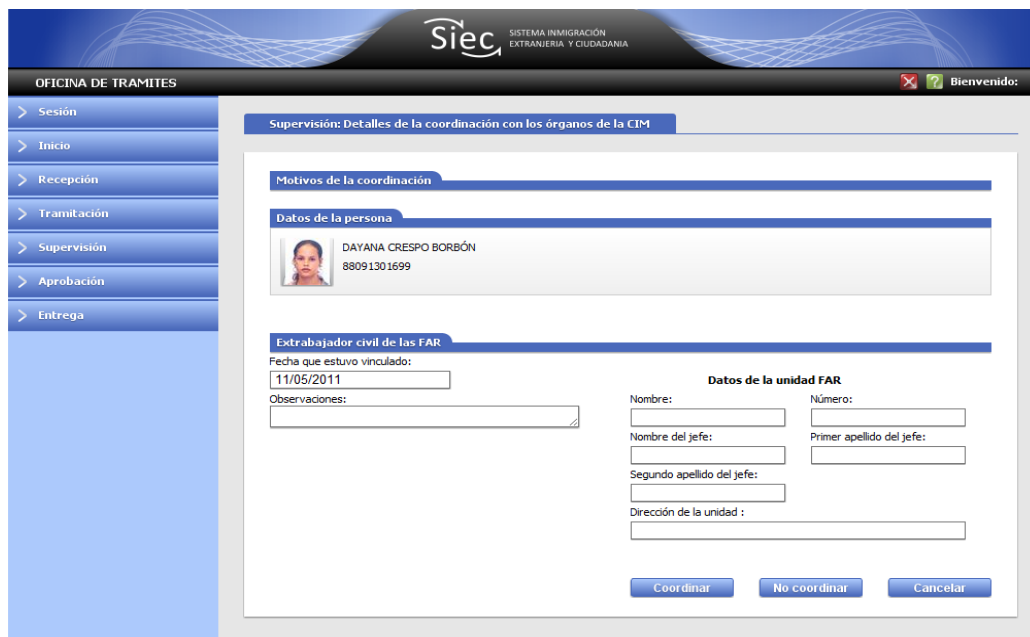 Siec
SISTEMA INMIGRACIÓN
EXTRANJERIA Y CIUDADANIA
OFICINA DE TRAMITES
Bienvenido:
Sesión
Inicio
Recepción
Tramitación
Supervisión
Aprobación
Entrega
Supervisión: Detalles de la coordinación con los órganos de la CIM
Motivos de la coordinación
Datos de la persona
DAYANA CRESPO BORBÓN
88091301699
Extrabajador civil de las FAR
Fecha que estuvo vinculado:
11/05/2011
Observaciones:
Datos de la unidad FAR
Nombre: Número:
Nombre del jefe: Primer apellido del jefe:
Segundo apellido del jefe:
Dirección de la unidad :
Coordinar No coordinar Cancelar